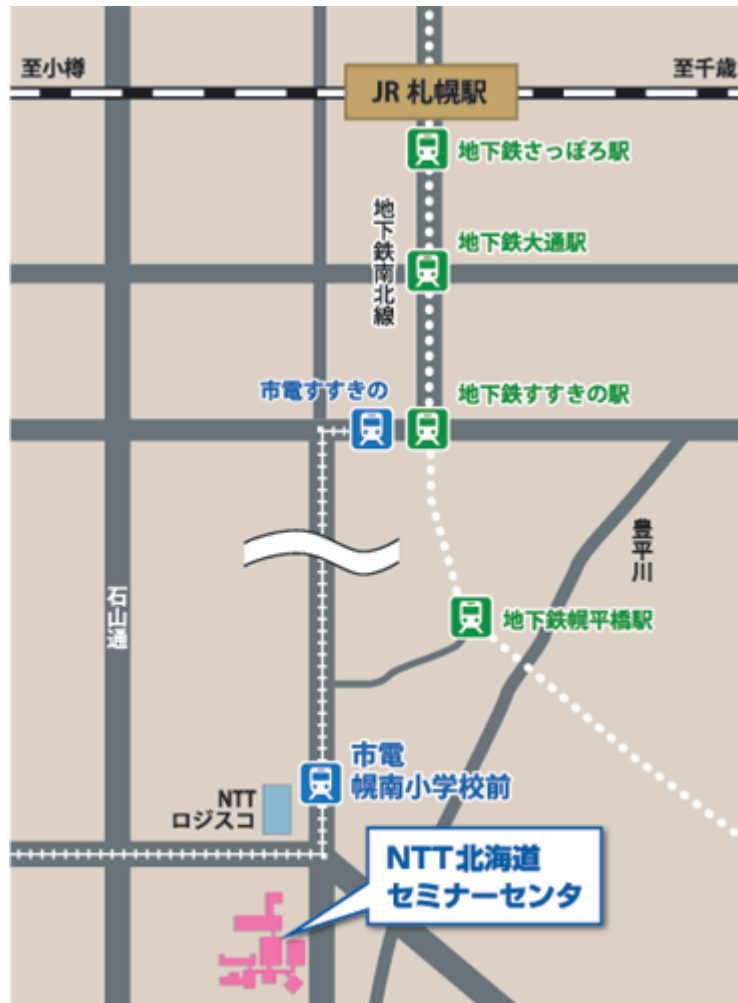 至小樽
JR 札幌駅
至千歳
地下鉄さっぽろ駅
地下鉄南北線
地下鉄大通駅
市電すすきの
地下鉄すすきの駅
豊平川
石山通
地下鉄幌平橋駅
市電
幌南小学校前
NTT
ロジスコ
NTT北海道
セミナーセンタ